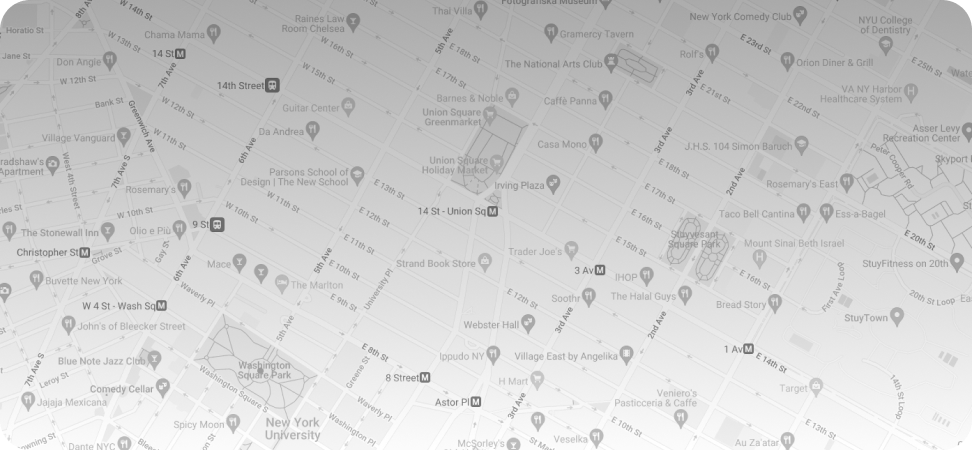 Fotografiska Museum
8th Ave
W 14th St
Thai Villa
Raines Law
Room Chelsea
New York Comedy Club
NYU College
of Dentistry
Horatio St
Chama Mama
Gramercy Tavern
W 13th St
5th Ave
W 16th St
E 18th St
E 23rd St
Jane St
14 St
Don Angie
The National Arts Club
Rolf's
Orion Diner & Grill
E 25th St
7th Ave
W 15th St
E 17th St
W 12th St
14th Street
3rd Ave
E 21st St
VA NY Harbor
Healthcare System
Bank St
W 12th St
Guitar Center
Barnes & Noble
Caffè Panna
E 22nd St
Greenwich Ave
Union Square
Greenmarket
Village Vanguard
W 11th St
Da Andrea
6th Ave
Casa Mono
3rd Ave
J.H.S. 104 Simon Baruch
Asser Levy
Recreation Center
radshaw's
Apartment
West 4th Street
7th Ave S
Union Square
Holiday Market
E 18th St
2nd Ave
Peter Cooper Rd
Skyport
Rosemary's
Parsons School of
Design | The New School
E 13th St
Irving Plaza
E 17th St
Rosemary's East
W 10th St
W 10th St
E 11th St
E 12th St
14 St - Union Sq
E 16th St
Taco Bell Cantina
Ess-a-Bagel
The Stonewall Inn
Olio e Più
9 St
E 11th St
E 15th St
Stuyvesant
Square Park
Mount Sinai Beth Israel
E 20th St
Christopher St
Grove St
Gay St
5th Ave
Strand Book Store
Trader Joe's
StuyFitness on 20th
6th Ave
Mace
E 10th St
3 Av
IHOP
E 16th St
First Ave Loop
Buvette New York
The Marlton
University Pl
Waverly Pl
E 9th St
E 12th St
Soothr
The Halal Guys
Bread Story
20th St Loop
W 4 St - Wash Sq
StuyTown
John's of Bleecker Street
5th Ave
Webster Hall
3rd Ave
2nd Ave
Blue Note Jazz Club
E 8th St
Ippudo NY
Village East by Angelika
1 Av
E 14th St
7th Ave S
Washington
Square Park
Greene St
Leroy St
8 Street
H Mart
Target
14th St Loop
Comedy Cellar
Washington Square S
Veniero's
Pasticceria & Caffe
Jajaja Mexicana
Astor Pl
Waverly Pl
3rd Ave
Spicy Moon
New York
University
Washington Pl
E 10th St
E 13th St
Dante NYC
McSorley's
Veselka
Au Za'atar